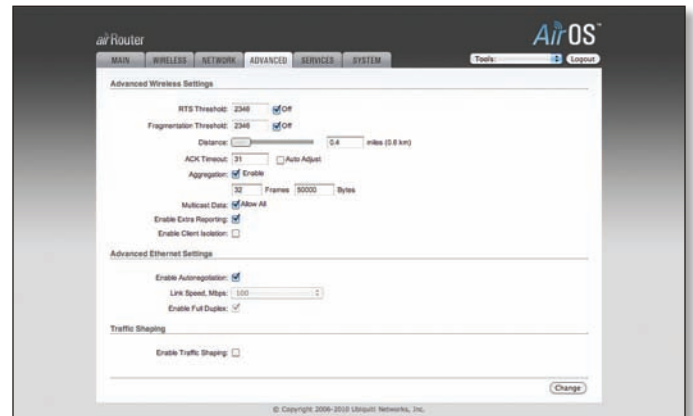 airRouter
AirOS™
MAIN WIRELESS NETWORK ADVANCED SERVICES SYSTEM Tools: Logout
Advanced Wireless Settings
RTS Threshold: 2346 Off
Fragmentation Threshold: 2346 Off
Distance: 0.4 miles (0.6 km)
ACK Timeout: 31 Auto Adjust
Aggregation: Enable
32 Frames 50000 Bytes
Multicast Data: Allow All
Enable Extra Reporting:
Enable Client Isolation:
Advanced Ethernet Settings
Enable Autonegotiation:
Link Speed, Mbps: 100
Enable Full Duplex:
Traffic Shaping
Enable Traffic Shaping:
Change
© Copyright 2006-2010 Ubiquiti Networks, Inc.